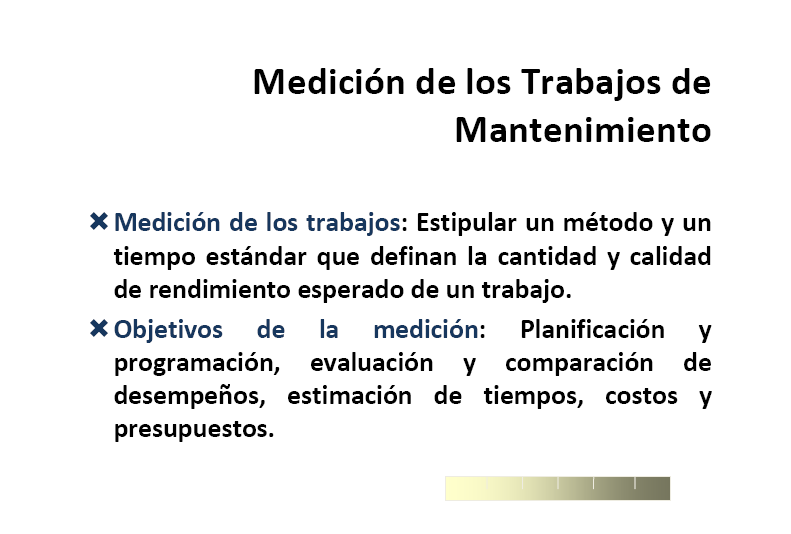 Medición de los Trabajos de
Mantenimiento
Medición de los trabajos: Estipular un método y un
tiempo estándar que definan la cantidad y calidad
de rendimiento esperado de un trabajo.
Objetivos de la medición: Planificación y
programación, evaluación y comparación de
desempeños, estimación de tiempos, costos y
presupuestos.